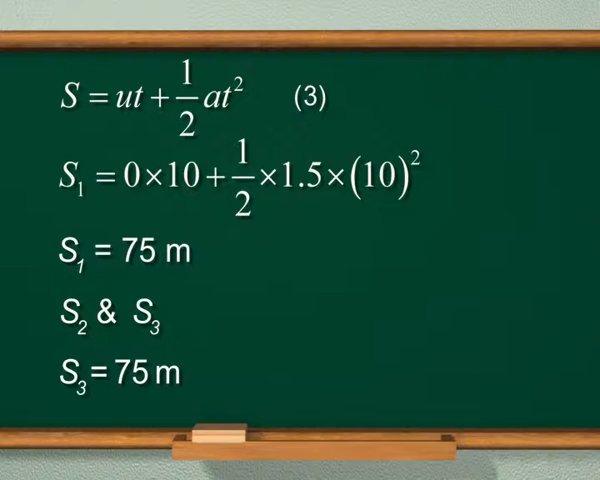 S = ut + 1/2 at² (3)
S₁ = 0×10 + 1/2 ×1.5×(10)²
S₁ = 75 m
S₂ & S₃
S₃ = 75 m